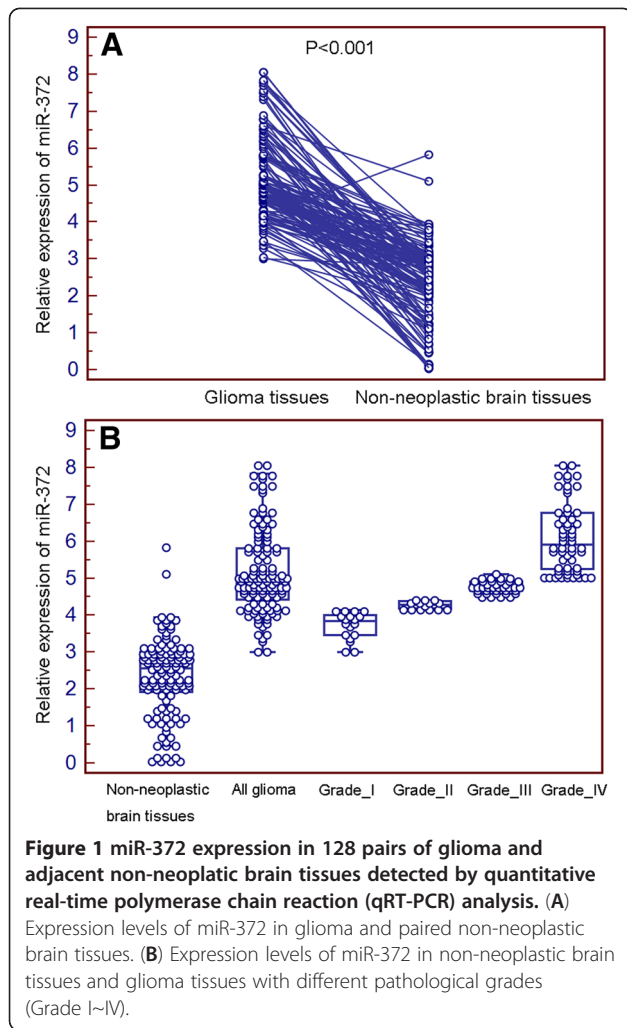 A
P<0.001
Relative expression of miR-372
9
8
7
6
5
4
3
2
1
0
Glioma tissues
Non-neoplastic brain tissues
B
Relative expression of miR-372
9
8
7
6
5
4
3
2
1
0
Non-neoplastic
brain tissues
All glioma
Grade_I
Grade_II
Grade_III
Grade_IV
Figure 1 miR-372 expression in 128 pairs of glioma and
adjacent non-neoplatic brain tissues detected by quantitative
real-time polymerase chain reaction (qRT-PCR) analysis. (A)
Expression levels of miR-372 in glioma and paired non-neoplastic
brain tissues. (B) Expression levels of miR-372 in non-neoplastic brain
tissues and glioma tissues with different pathological grades
(Grade I~IV).